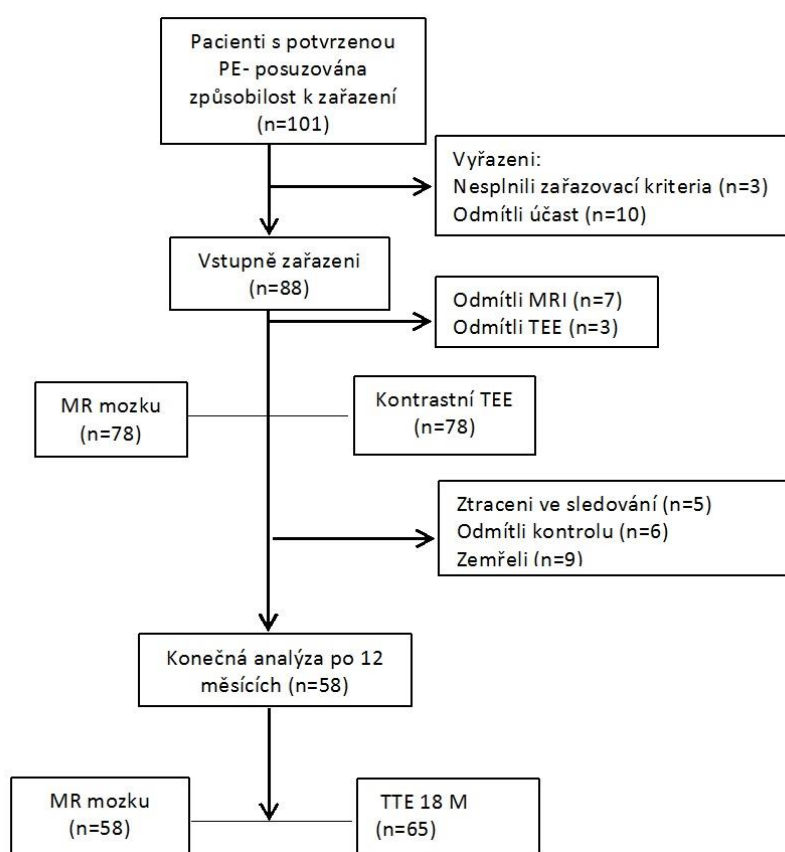 Pacienti s potvrzenou
PE- posuzována
způsobilost k zařazení
(n=101)
Vyřazeni:
Nesplnili zařazovací kriteria (n=3)
Odmítli účast (n=10)
Vstupně zařazeni
(n=88)
Odmítli MRI (n=7)
Odmítli TEE (n=3)
MR mozku
(n=78)
Kontrastní TEE
(n=78)
Ztraceni ve sledování (n=5)
Odmítli kontrolu (n=6)
Zemřeli (n=9)
Konečná analýza po 12
měsících (n=58)
MR mozku
(n=58)
TTE 18 M
(n=65)